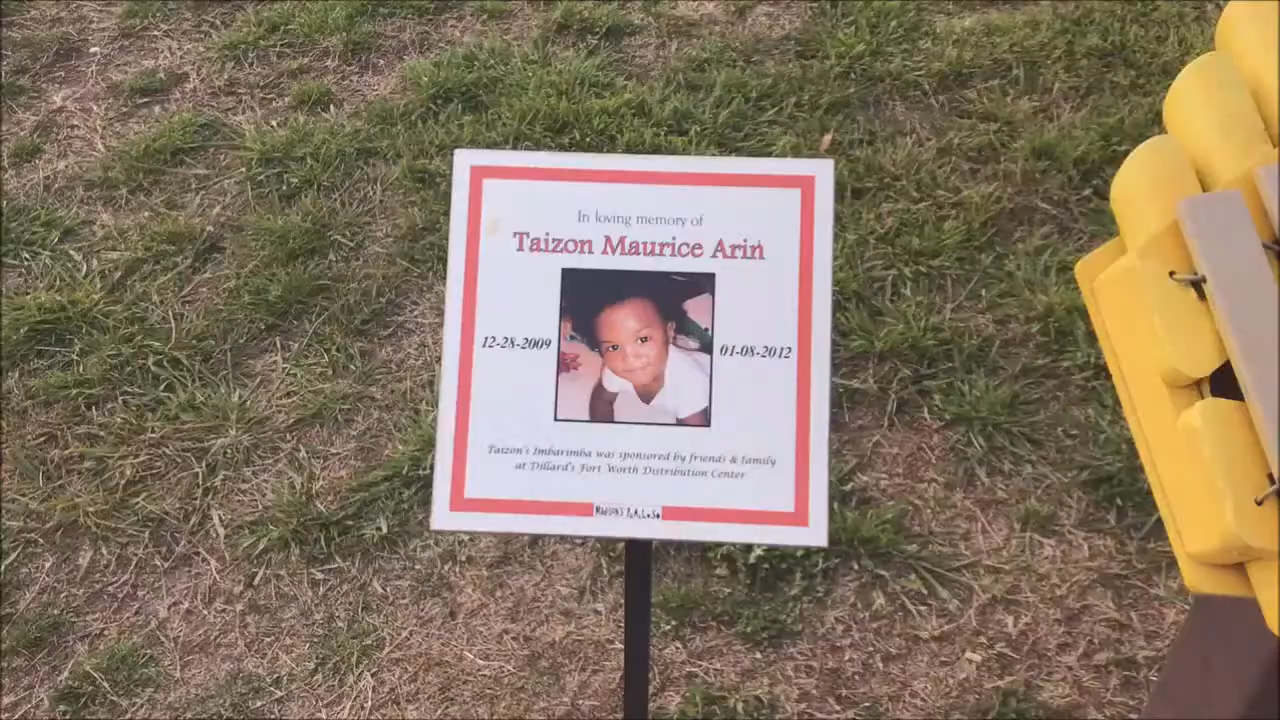 In loving memory of
Taizon Maurice Arin
12-28-2009
01-08-2012
Taizon's Imbarimba was sponsored by friends & family
at Dillard's Fort Worth Distribution Center
MADISON'S P.A.L.S.